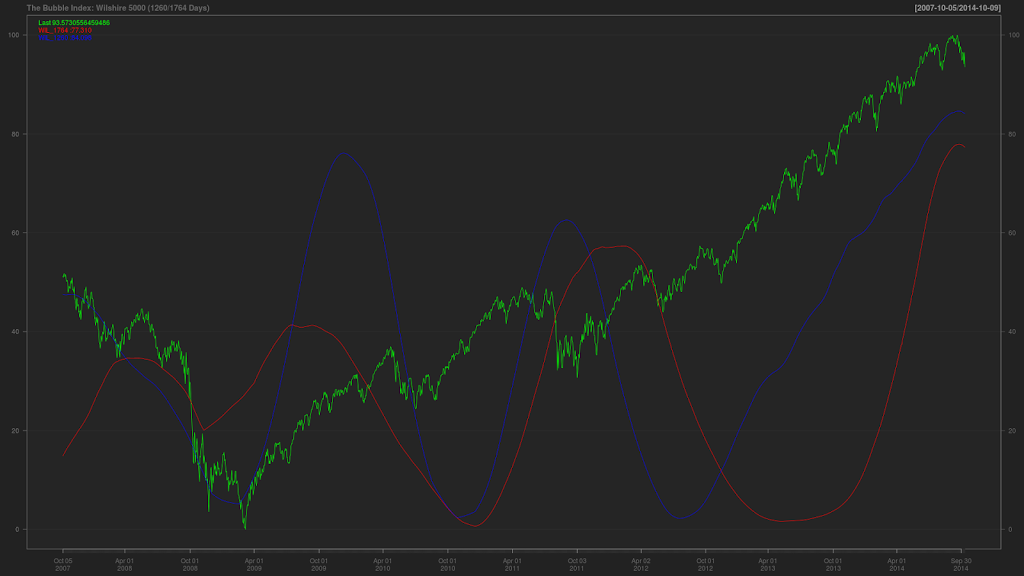 The Bubble Index: Wilshire 5000 (1260/1764 Days) [2007-10-05/2014-10-09]
Last 93.5730556459486
WIL_1764 77.310
100 100
80 80
60 60
40 40
20 20
0 0
Oct 05 Apr 01 Oct 01 Apr 01 Oct 01 Apr 01 Oct 01 Apr 01 Oct 03 Apr 02 Oct 01 Apr 01 Oct 01 Apr 01 Sep 30
2007 2008 2008 2009 2009 2010 2010 2011 2011 2012 2012 2013 2013 2014 2014